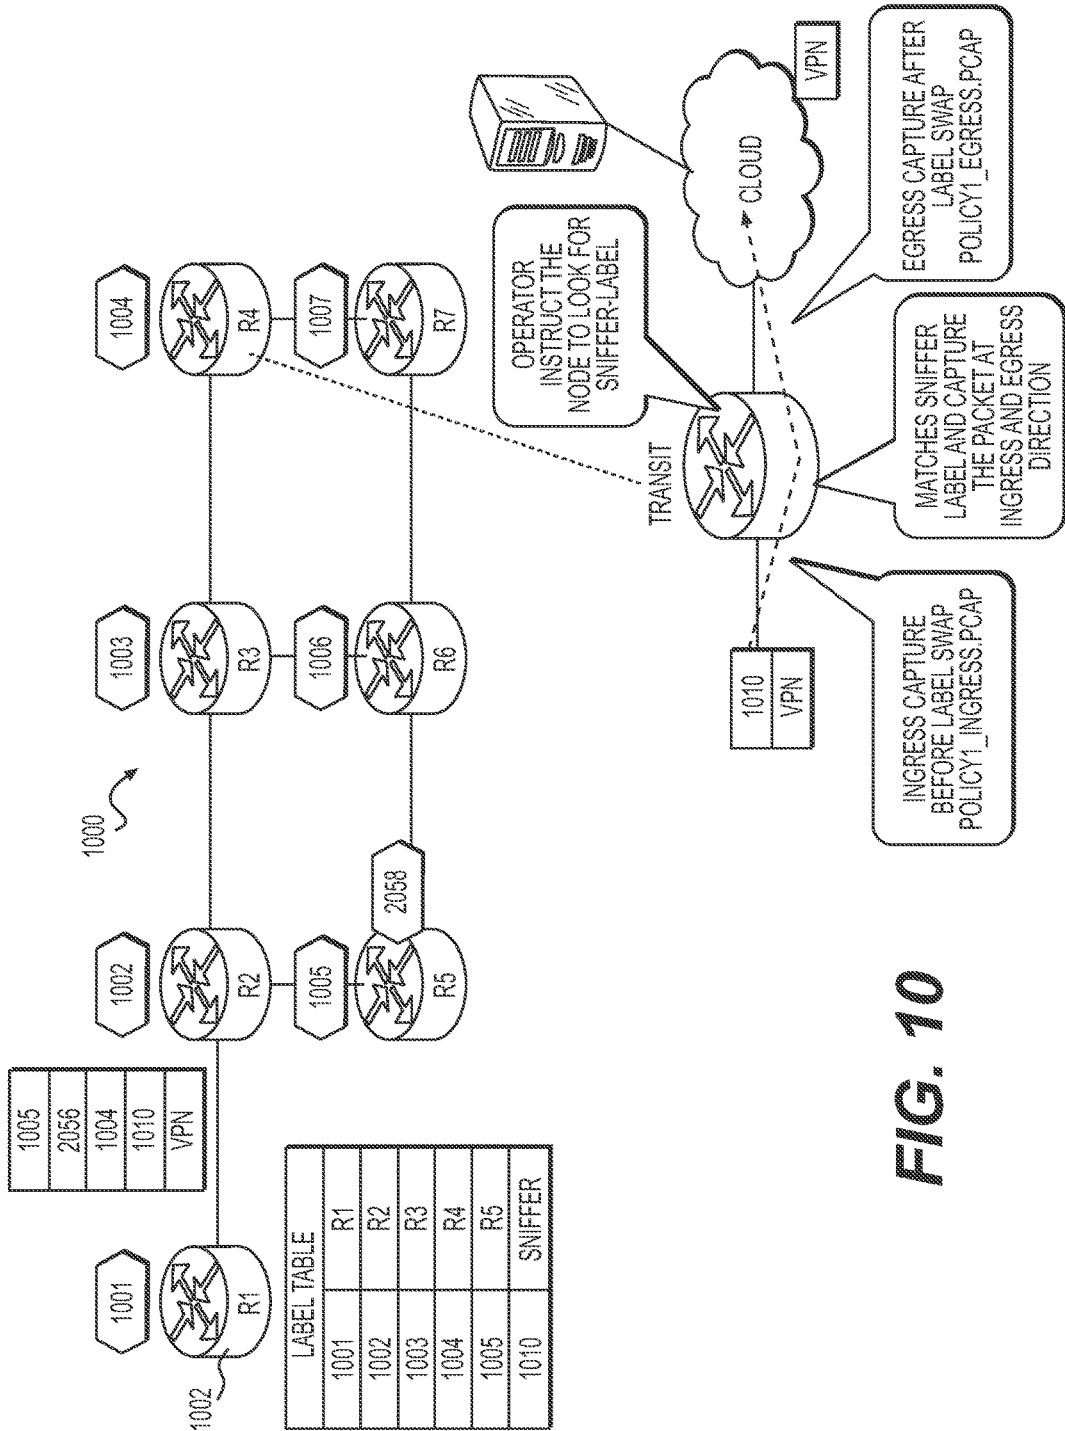 1000
1001
R1
1002
1005
2056
1004
1010
VPN
1002
R2
1003
R3
1004
R4
1005
R5
2058
1006
R6
1007
R7
LABEL TABLE
1001 R1
1002 R2
1003 R3
1004 R4
1005 R5
1010 SNIFFER
TRANSIT
OPERATOR
INSTRUCT THE
NODE TO LOOK FOR
SNIFFER-LABEL
CLOUD
VPN
1010
VPN
INGRESS CAPTURE
BEFORE LABEL SWAP
POLICY1_INGRESS.PCAP
MATCHES SNIFFER
LABEL AND CAPTURE
THE PACKET AT
INGRESS AND EGRESS
DIRECTION
EGRESS CAPTURE AFTER
LABEL SWAP
POLICY1_EGRESS.PCAP
FIG. 10